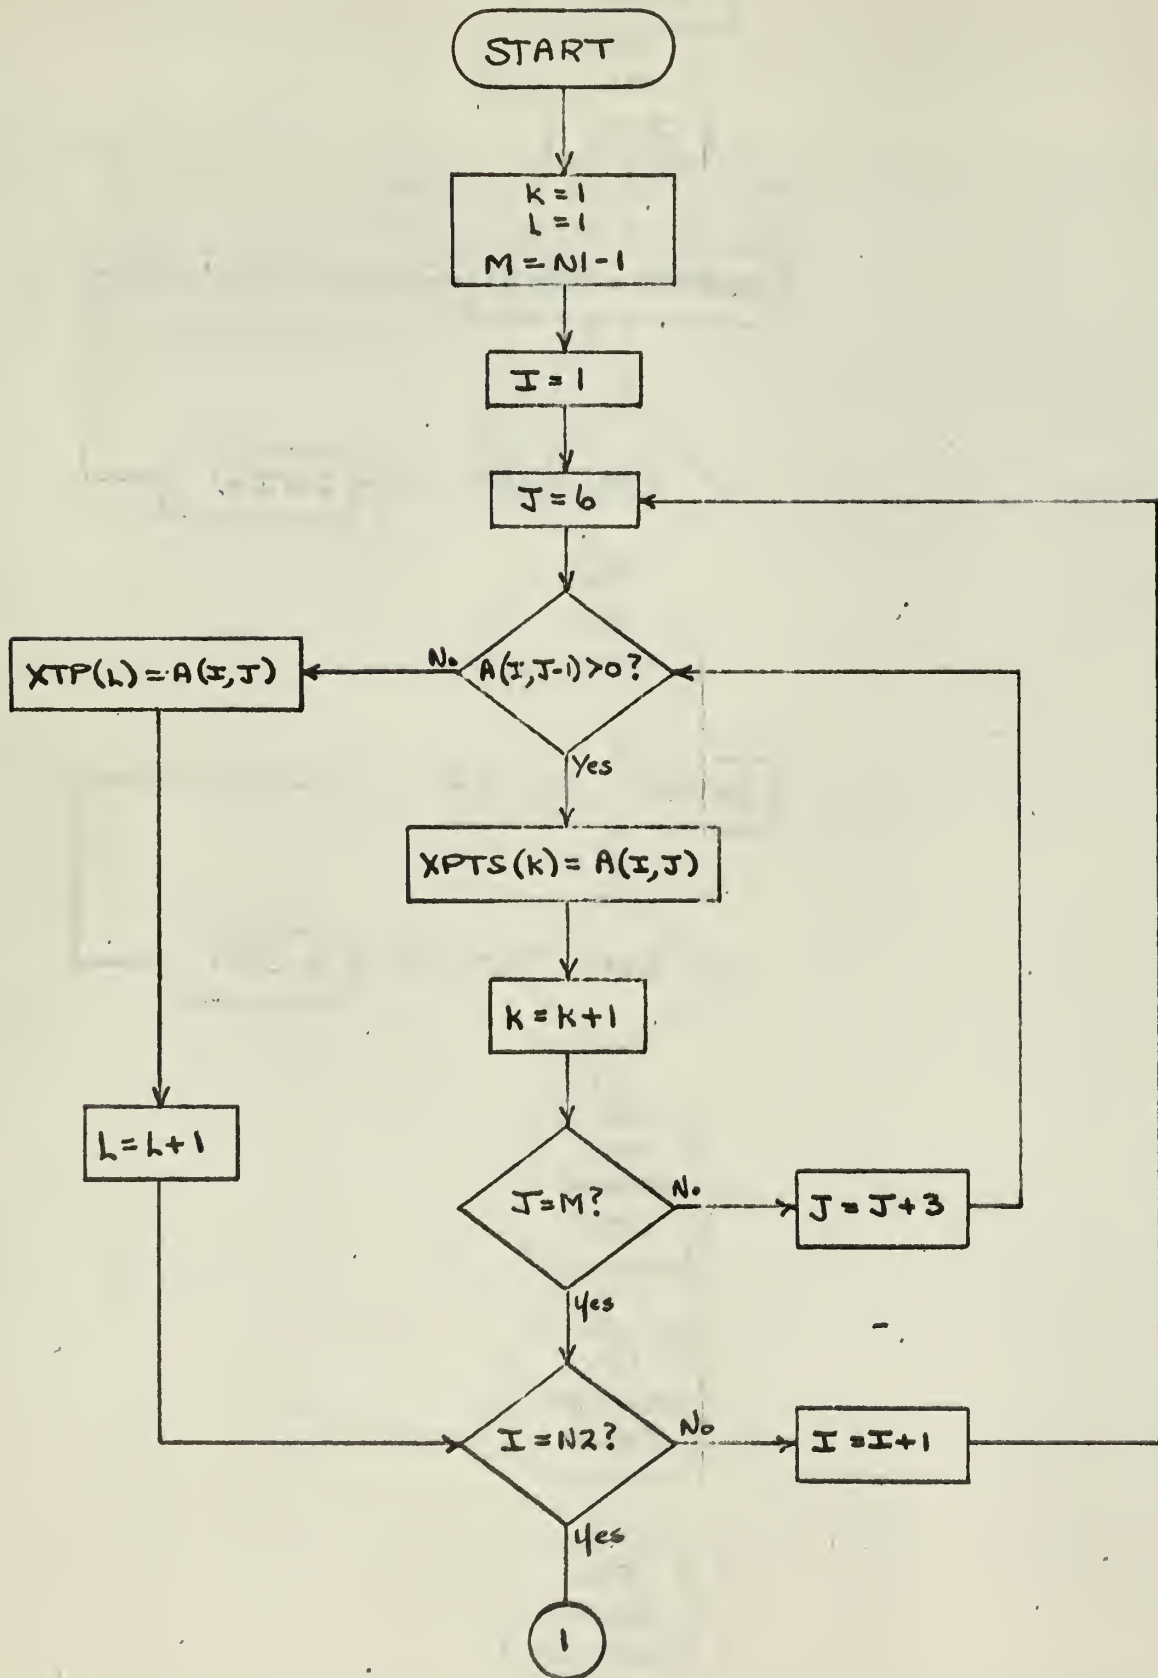 START
K=1
L=1
M=N1-1
I=1
J=6
A(I,J-1)>0?
No
XTP(L)=A(I,J)
Yes
XPTS(K)=A(I,J)
K=K+1
L=L+1
J=M?
No
J=J+3
Yes
I=N2?
No
I=I+1
Yes
1